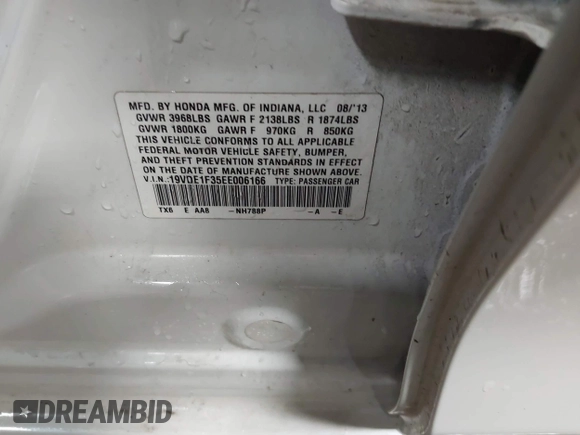 MFD. BY HONDA MFG. OF INDIANA, LLC 08/'13
GVWR 3968LBS GAWR F 2138LBS R 1874LBS
GVWR 1800KG GAWR F 970KG R 850KG
THIS VEHICLE CONFORMS TO ALL APPLICABLE
FEDERAL MOTOR VEHICLE SAFETY, BUMPER,
AND THEFT PREVENTION STANDARDS IN EFFECT
ON THE DATE OF MANUFACTURE SHOWN ABOVE.
V.I.N.:19VDE1F35EE006166 TYPE: PASSENGER CAR
TX6 E AA8 -NH788P -A -E
DREAMBID